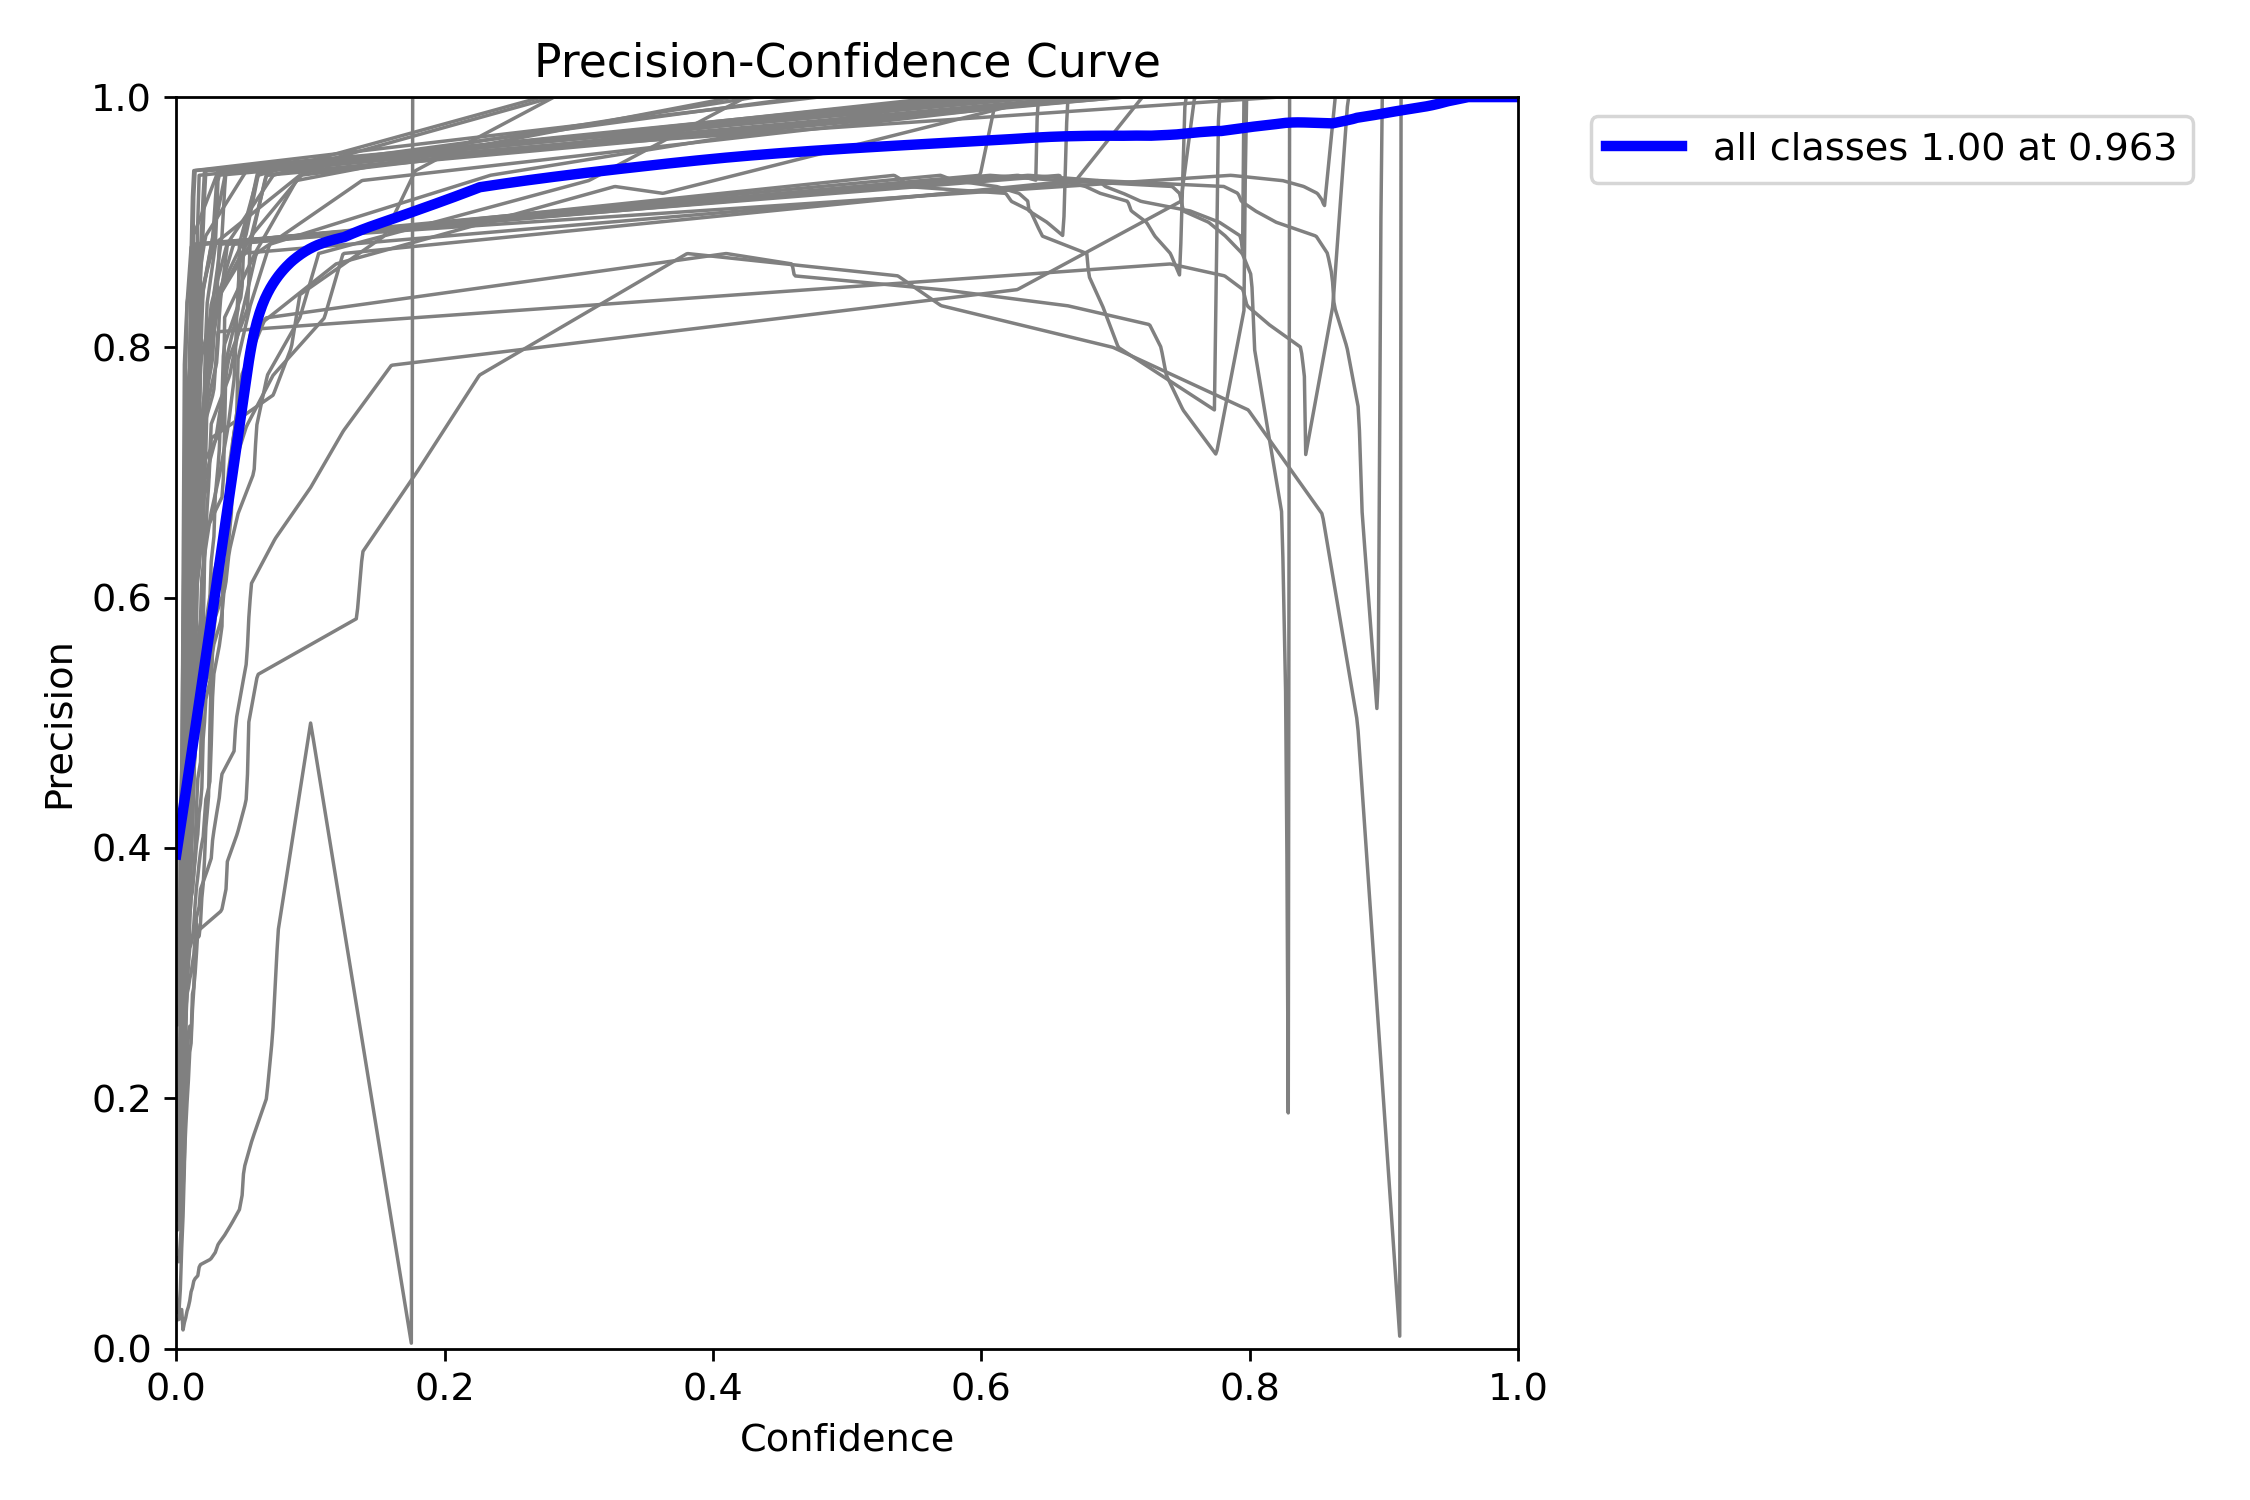 Precision-Confidence Curve
1.0
0.8
0.6
0.4
0.2
0.0
Precision
0.0 0.2 0.4 0.6 0.8 1.0
Confidence
all classes 1.00 at 0.963